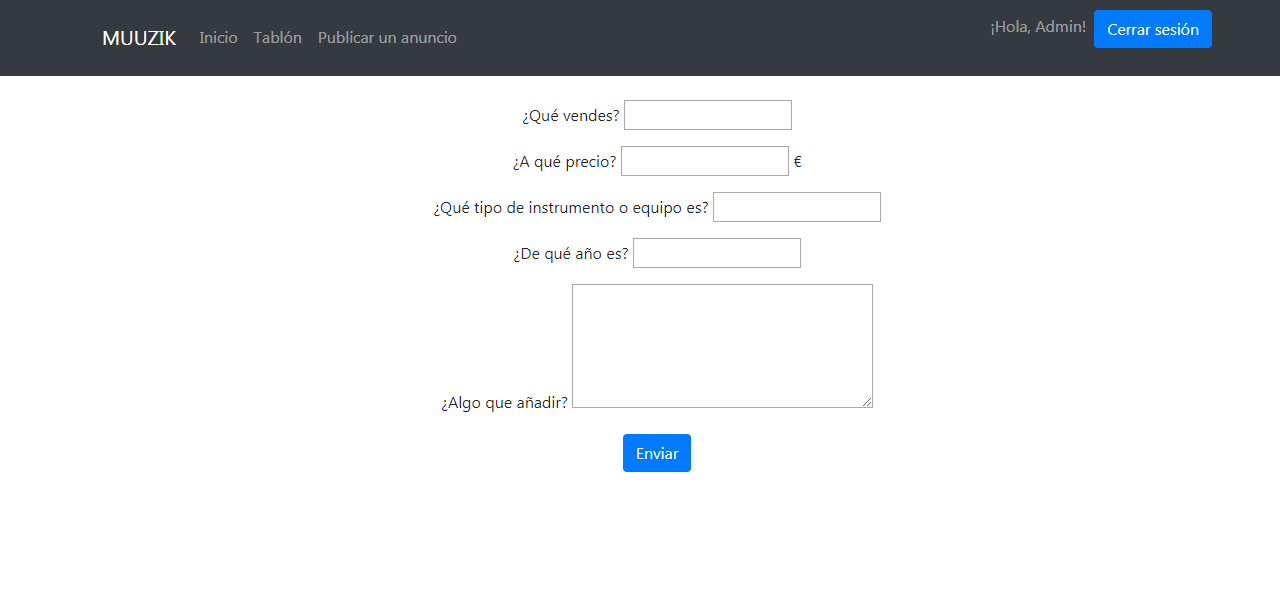 MUUZIK Inicio Tablón Publicar un anuncio ¡Hola, Admin! Cerrar sesión
¿Qué vendes?
¿A qué precio? €
¿Qué tipo de instrumento o equipo es?
¿De qué año es?
¿Algo que añadir?
Enviar